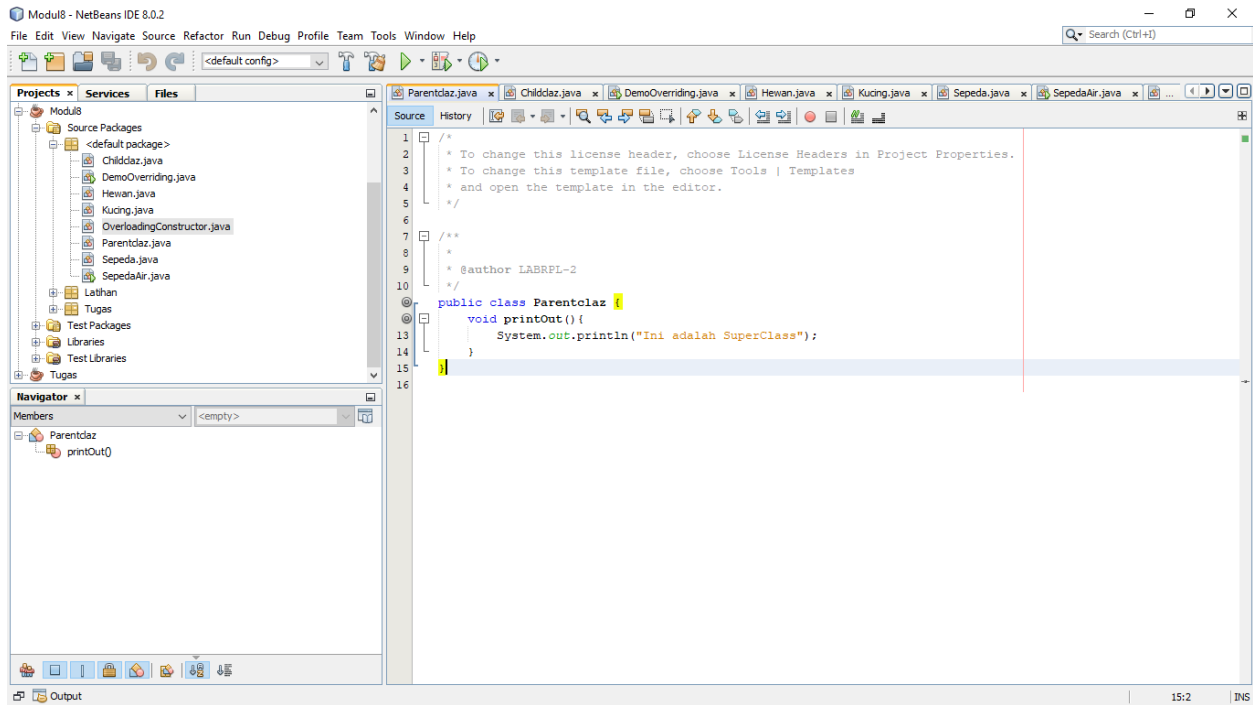 Modul8 - NetBeans IDE 8.0.2
File Edit View Navigate Source Refactor Run Debug Profile Team Tools Window Help
Search (Ctrl+I)
<default config>
Projects Services Files
Modul8
Source Packages
<default package>
Childclaz.java
DemoOverriding.java
Hewan.java
Kucing.java
OverloadingConstructor.java
Parentclaz.java
Sepeda.java
SepedaAir.java
Latihan
Tugas
Test Packages
Libraries
Test Libraries
Tugas
Navigator
Members <empty>
Parentclaz
printOut()
Parentclaz.java Childclaz.java DemoOverriding.java Hewan.java Kucing.java Sepeda.java SepedaAir.java ...
Source History
1 /*
2 * To change this license header, choose License Headers in Project Properties.
3 * To change this template file, choose Tools | Templates
4 * and open the template in the editor.
5 */
6
7 /**
8 *
9 * @author LABRPL-2
10 */
public class Parentclaz {
void printOut(){
13 System.out.println("Ini adalah SuperClass");
14 }
15 }
16
Output
15:2 INS